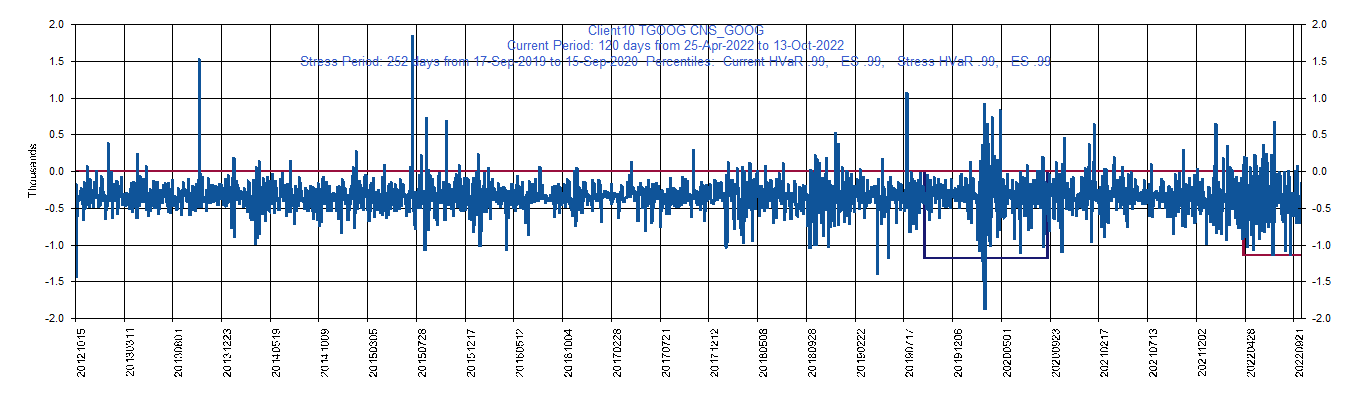 Client10 TGOOG CNS_GOOG
Current Period: 120 days from 25-Apr-2022 to 13-Oct-2022
Stress Period: 252 days from 17-Sep-2019 to 15-Sep-2020 Percentiles: Current HVaR .99, ES .99, Stress HVaR .99, ES .99
2.0 2.0
1.5 1.5
1.0 1.0
0.5 0.5
0.0 0.0
-0.5 -0.5
-1.0 -1.0
-1.5 -1.5
-2.0 -2.0
Thousands
20121015 20130311 20130801 20131223 20140519 20141009 20150305 20150728 20151217 20160512 20161004 20170228 20170721 20171212 20180508 20180928 20190222 20190717 20191206 20200501 20200923 20210217 20210713 20211202 20220428 20220921